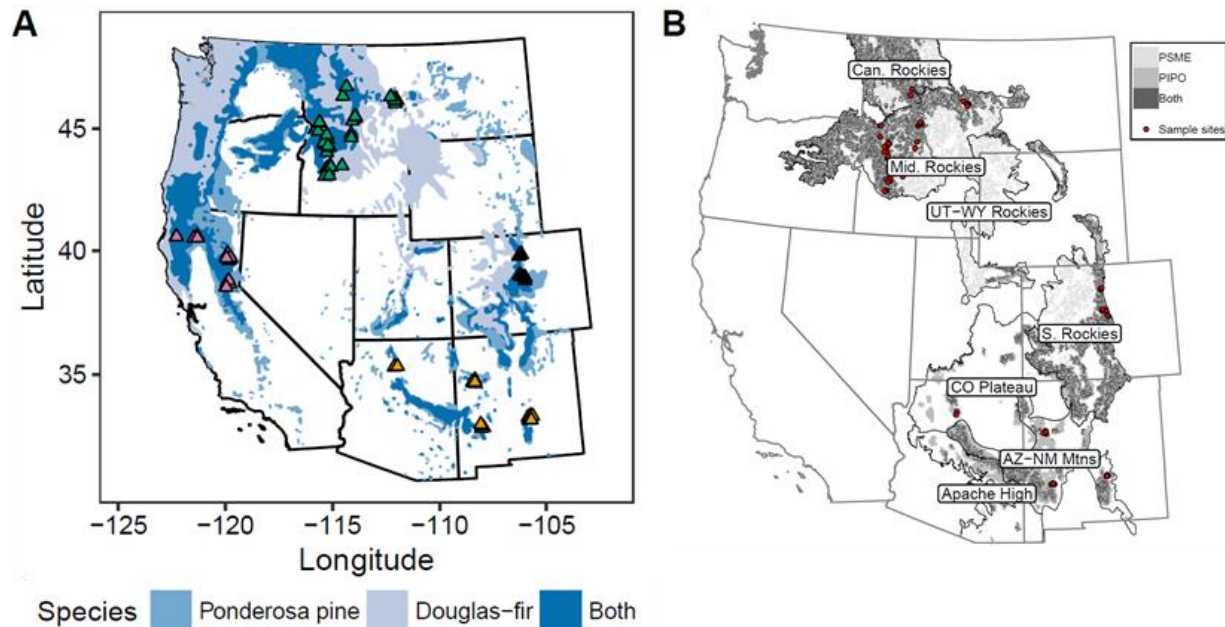 A
45
40
35
Latitude
−125
−120
−115
−110
−105
Longitude
Species
Ponderosa pine
Douglas-fir
Both
B
PSME
PIPO
Both
Sample sites
Can. Rockies
Mid. Rockies
UT−WY Rockies
S. Rockies
CO Plateau
AZ−NM Mtns
Apache High